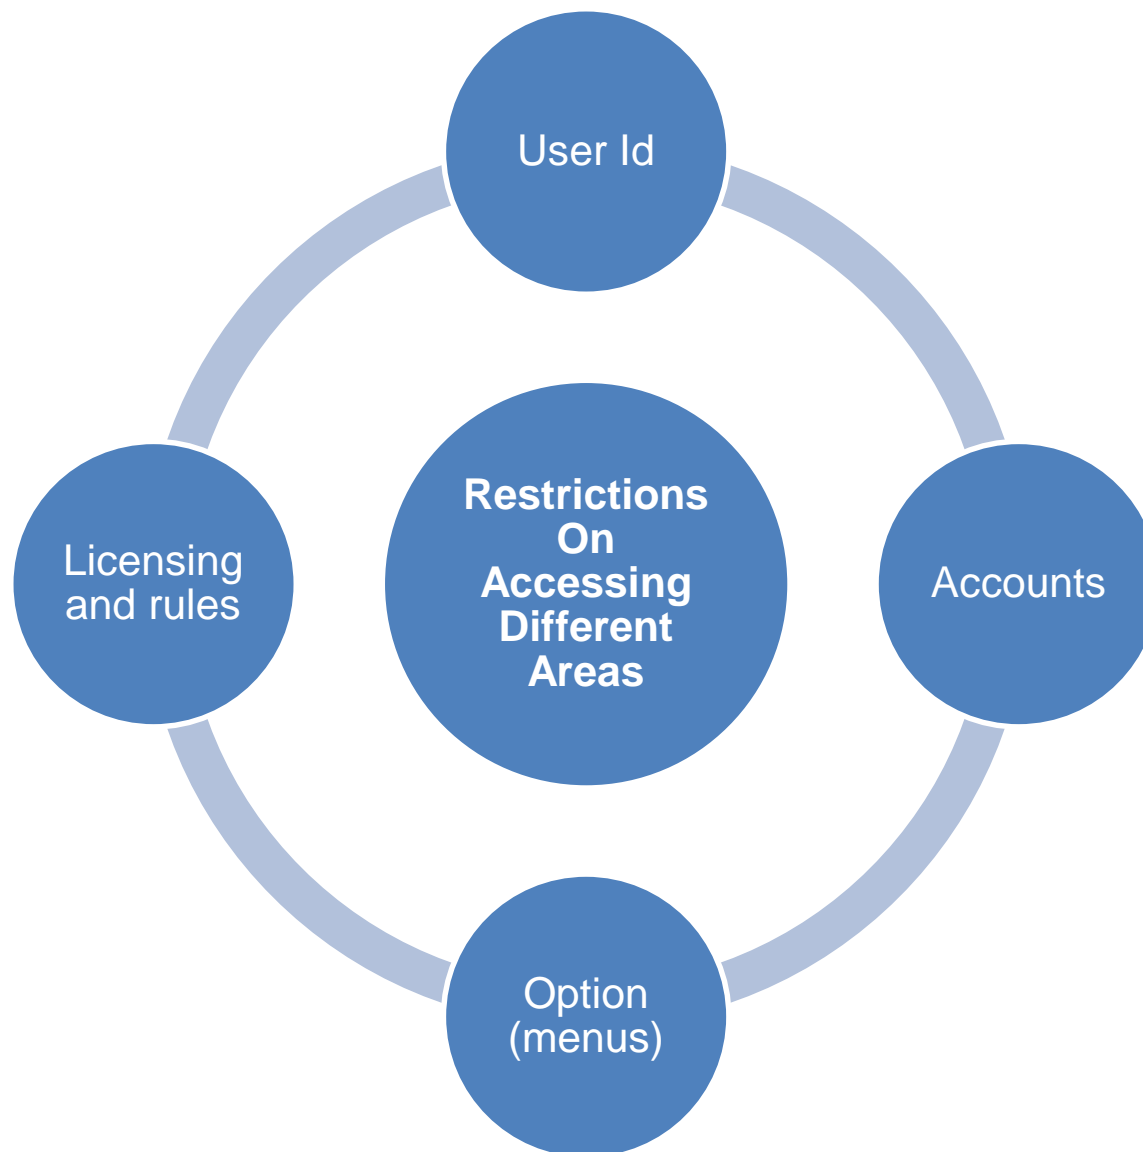 User Id
Restrictions
On
Accessing
Different
Areas
Licensing
and rules
Accounts
Option
(menus)